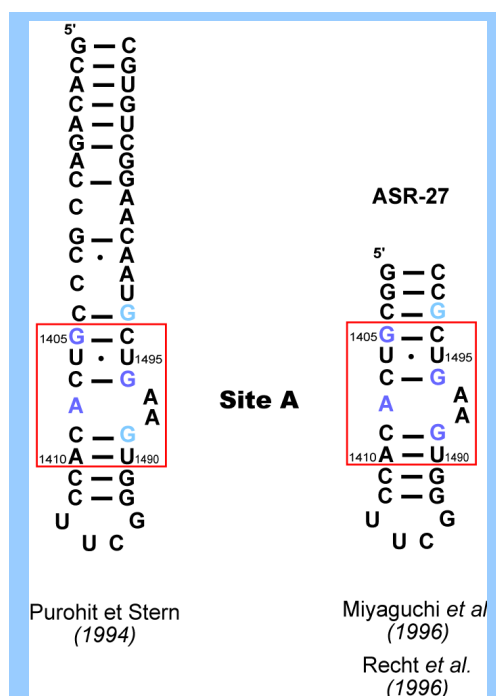 5'
G – C
C – G
A – U
C – G
A – U
G – C
A – G
C – G
A
C
A
G – C
C · A
A
C
U
C – G
1405 G – C
U · U 1495
C – G
A
A
A
C – G
1410 A – U 1490
C – G
C – G
U G
U C
Purohit et Stern
(1994)
Site A
ASR-27
5'
G – C
G – C
C – G
1405 G – C
U · U 1495
C – G
A
A
A
C – G
1410 A – U 1490
C – G
C – G
U G
U C
Miyaguchi et al
(1996)
Recht et al.
(1996)